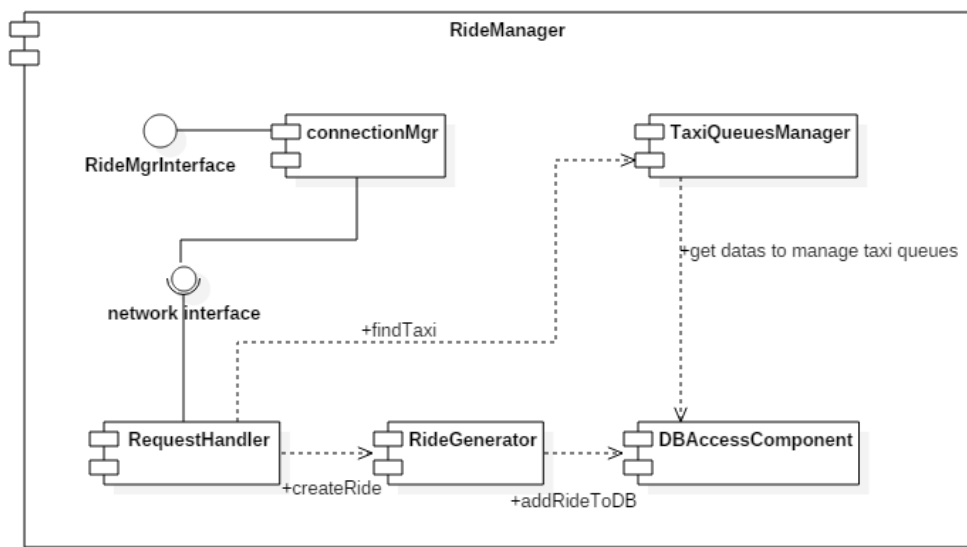 RideManager
connectionMgr
TaxiQueuesManager
RideMgrInterface
+get datas to manage taxi queues
network interface
+findTaxi
RequestHandler
RideGenerator
DBAccessComponent
+createRide
+addRideToDB